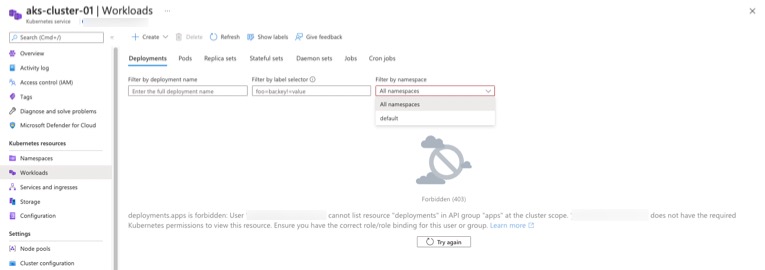 aks-cluster-01 | Workloads ...
Kubernetes service
Search (Cmd+/)
Overview
Activity log
Access control (IAM)
Tags
Diagnose and solve problems
Microsoft Defender for Cloud
Kubernetes resources
Namespaces
Workloads
Services and ingresses
Storage
Configuration
Settings
Node pools
Cluster configuration
Create Delete Refresh Show labels Give feedback
Deployments Pods Replica sets Stateful sets Daemon sets Jobs Cron jobs
Filter by deployment name Filter by label selector Filter by namespace
Enter the full deployment name foo=bar,key!=value All namespaces
All namespaces
default
Forbidden (403)
deployments.apps is forbidden: User cannot list resource "deployments" in API group "apps" at the cluster scope. does not have the required
Kubernetes permissions to view this resource. Ensure you have the correct role/role binding for this user or group. Learn more
Try again